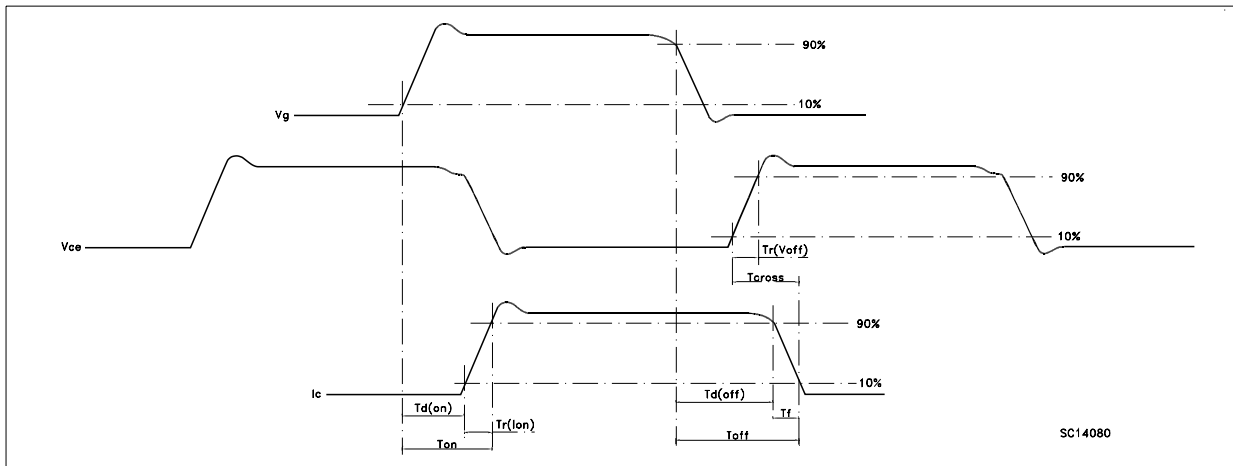 90%
10%
Vg
90%
Vce
10%
Tr(Voff)
Tcross
90%
10%
Ic
Td(on)
Td(off)
Tf
Tr(Ion)
Ton
Toff
SC14080